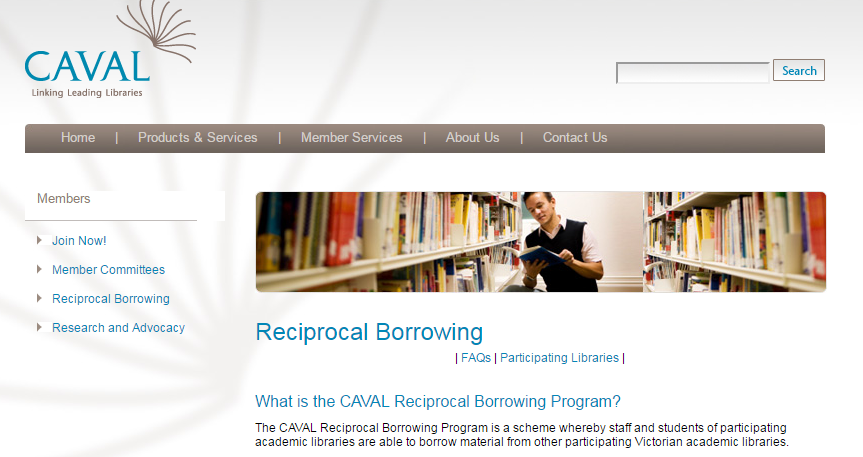 CAVAL
Linking Leading Libraries
Search
Home | Products & Services | Member Services | About Us | Contact Us
Members
Join Now!
Member Committees
Reciprocal Borrowing
Research and Advocacy
Reciprocal Borrowing
| FAQs | Participating Libraries |
What is the CAVAL Reciprocal Borrowing Program?
The CAVAL Reciprocal Borrowing Program is a scheme whereby staff and students of participating
academic libraries are able to borrow material from other participating Victorian academic libraries.